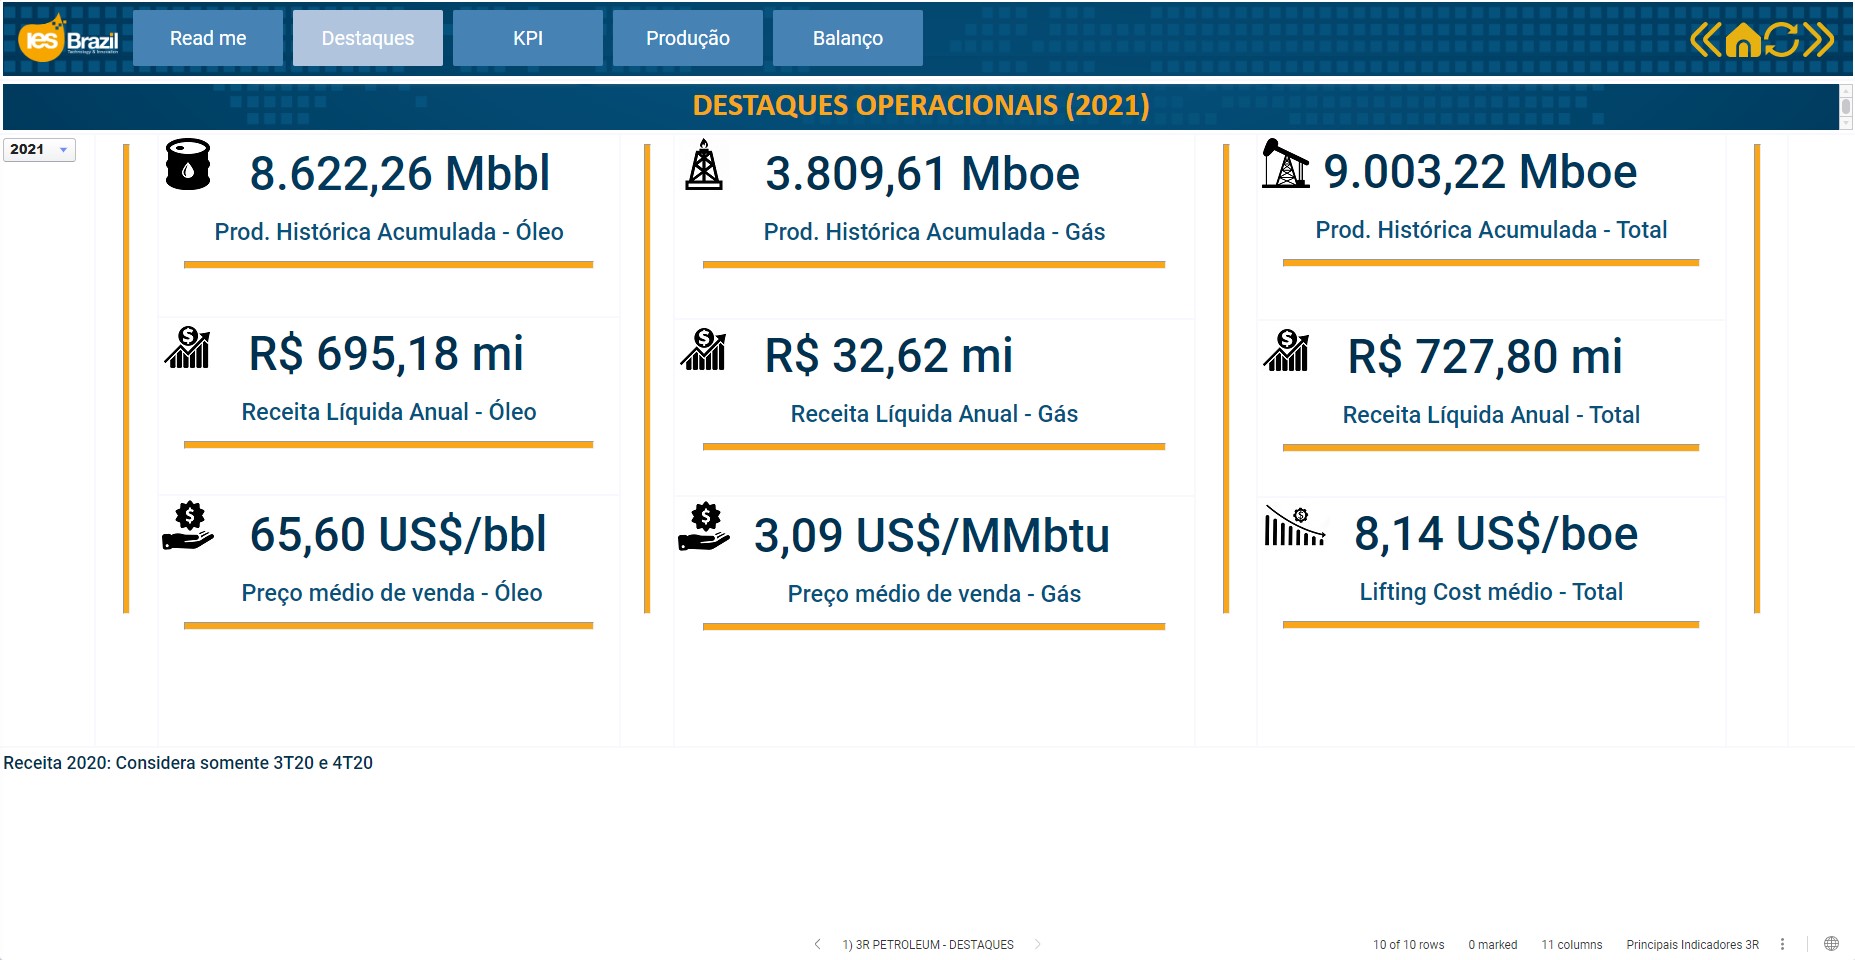 IES Brazil
Read me
Destaques
KPI
Produção
Balanço
DESTAQUES OPERACIONAIS (2021)
2021
8.622,26 Mbbl
Prod. Histórica Acumulada - Óleo
3.809,61 Mboe
Prod. Histórica Acumulada - Gás
9.003,22 Mboe
Prod. Histórica Acumulada - Total
R$ 695,18 mi
Receita Líquida Anual - Óleo
R$ 32,62 mi
Receita Líquida Anual - Gás
R$ 727,80 mi
Receita Líquida Anual - Total
65,60 US$/bbl
Preço médio de venda - Óleo
3,09 US$/MMbtu
Preço médio de venda - Gás
8,14 US$/boe
Lifting Cost médio - Total
Receita 2020: Considera somente 3T20 e 4T20
1) 3R PETROLEUM - DESTAQUES
10 of 10 rows
0 marked
11 columns
Principais Indicadores 3R